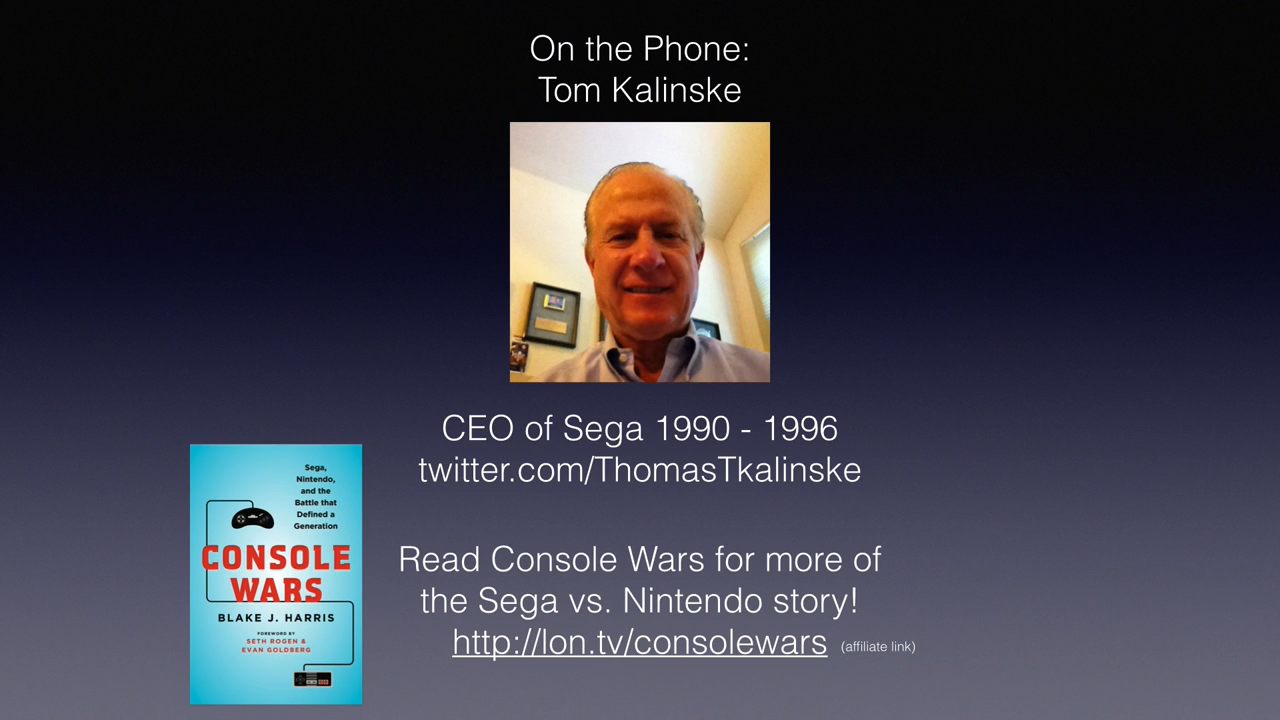 On the Phone:
Tom Kalinske
CEO of Sega 1990 - 1996
twitter.com/ThomasTkalinske
Read Console Wars for more of
the Sega vs. Nintendo story!
http://lon.tv/consolewars (affiliate link)
Sega,
Nintendo,
and the
Battle that
Defined a
Generation
CONSOLE
WARS
BLAKE J. HARRIS
FOREWORD BY
SETH ROGEN &
EVAN GOLDBERG